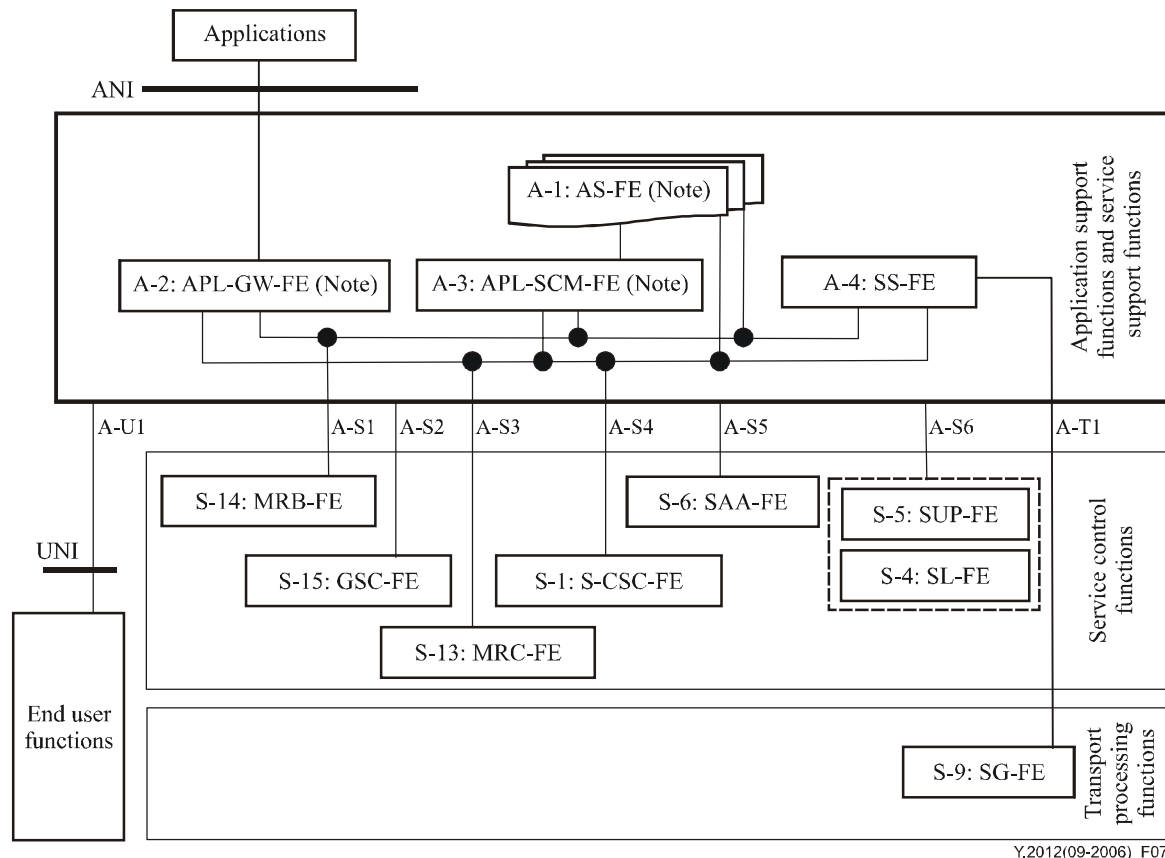 Applications
ANI
A-1: AS-FE (Note)
A-2: APL-GW-FE (Note)
A-3: APL-SCM-FE (Note)
A-4: SS-FE
Application support
functions and service
support functions
A-U1
A-S1
A-S2
A-S3
A-S4
A-S5
A-S6
A-T1
S-14: MRB-FE
S-6: SAA-FE
S-5: SUP-FE
UNI
S-15: GSC-FE
S-1: S-CSC-FE
S-4: SL-FE
S-13: MRC-FE
Service control
functions
End user
functions
S-9: SG-FE
Transport
processing
functions
Y.2012(09-2006)_F07